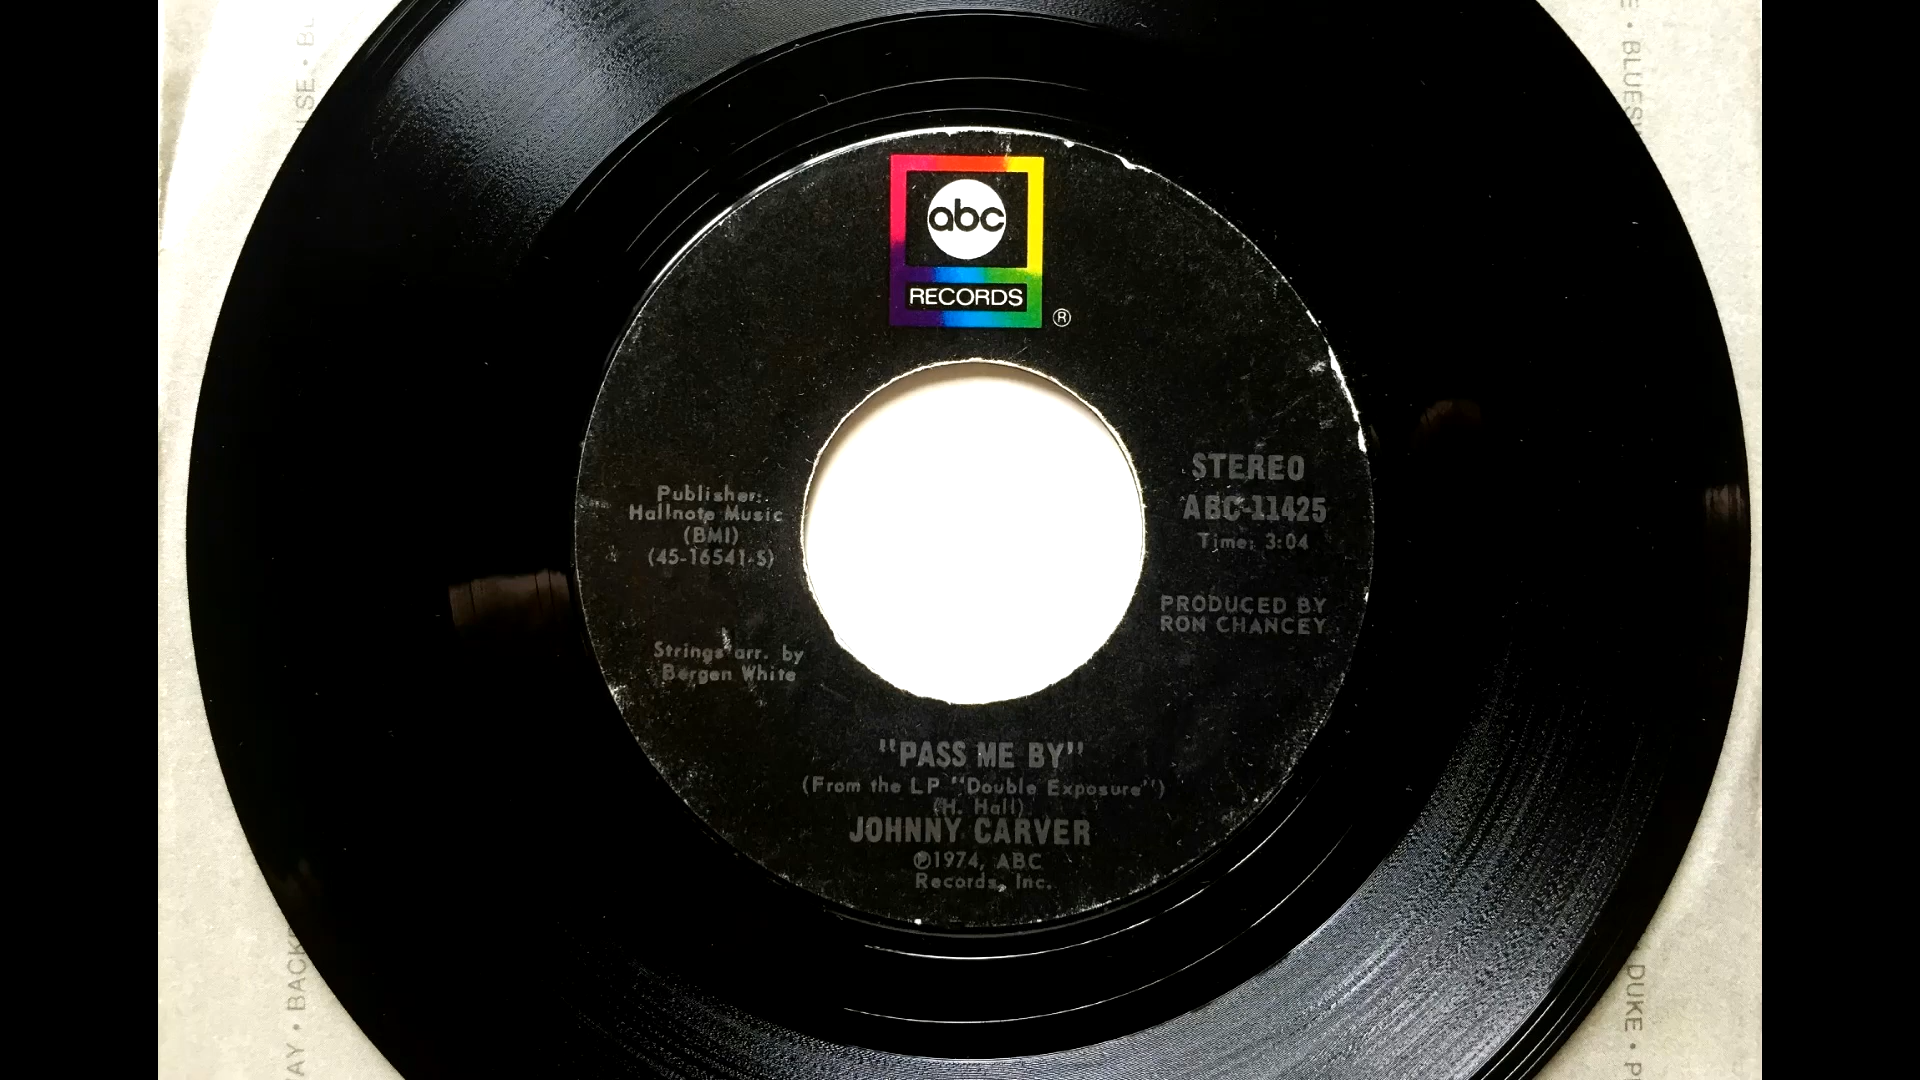 abc
RECORDS
®
Publisher:
Hallnote Music
(BMI)
(45-16541-S)
Strings arr. by
Bergen White
STEREO
ABC-11425
Time: 3:04
PRODUCED BY
RON CHANCEY
"PASS ME BY"
(From the LP "Double Exposure")
(H. Hall)
JOHNNY CARVER
℗1974, ABC
Records, Inc.
DUKE •